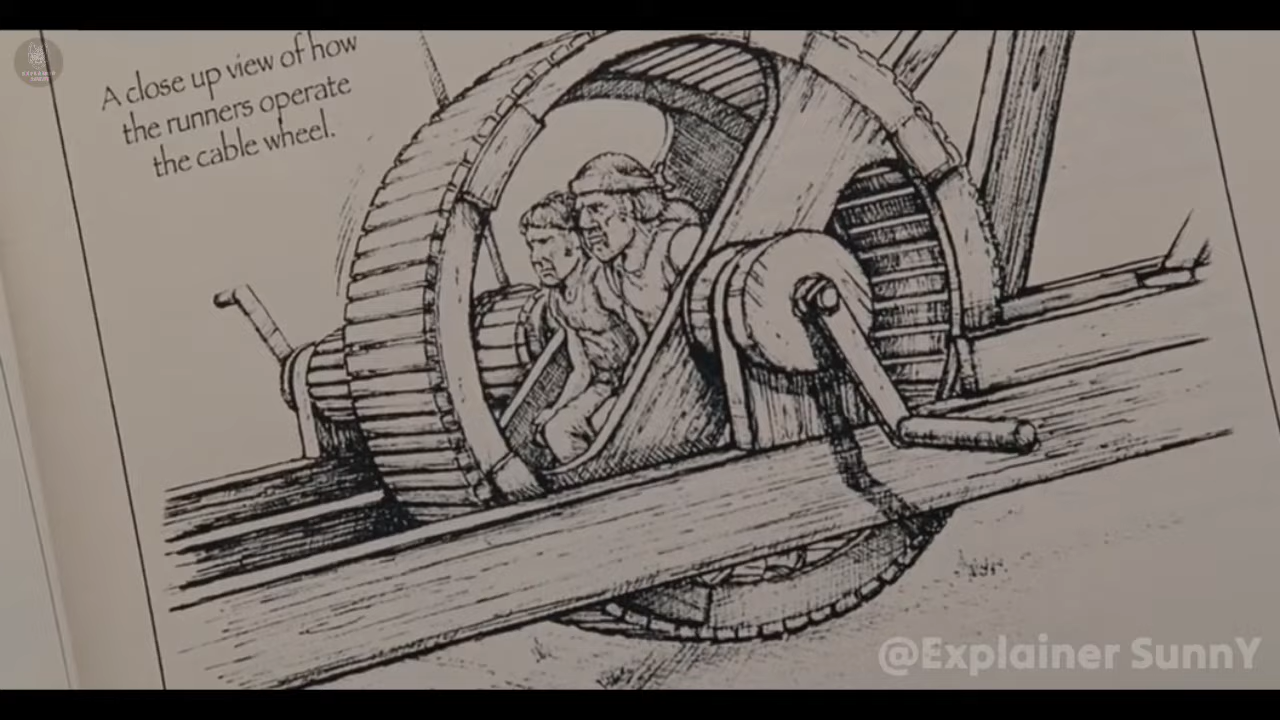 A close up view of how
the runners operate
the cable wheel.
@Explainer SunnY